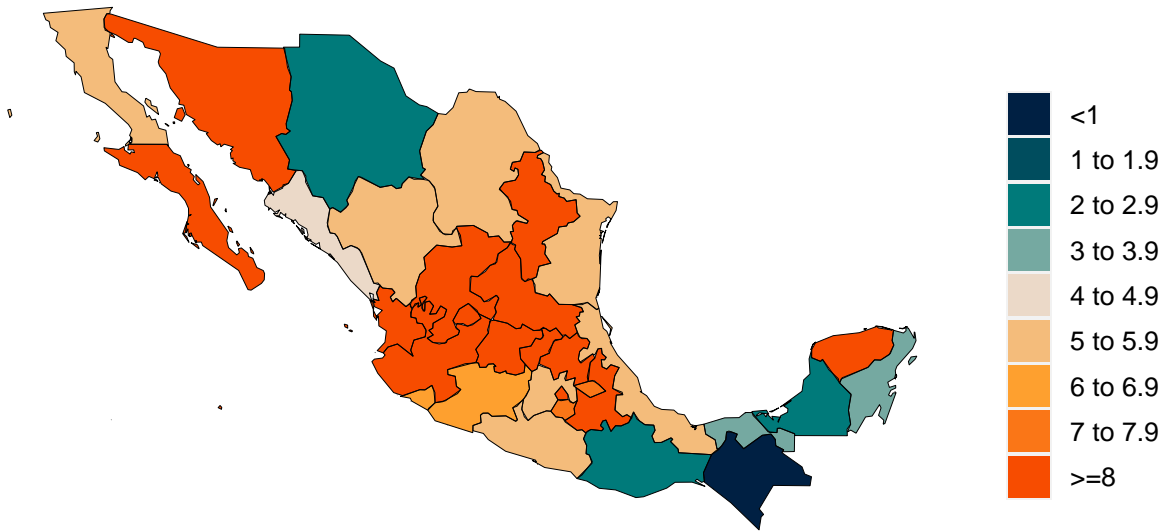 <1
1 to 1.9
2 to 2.9
3 to 3.9
4 to 4.9
5 to 5.9
6 to 6.9
7 to 7.9
>=8